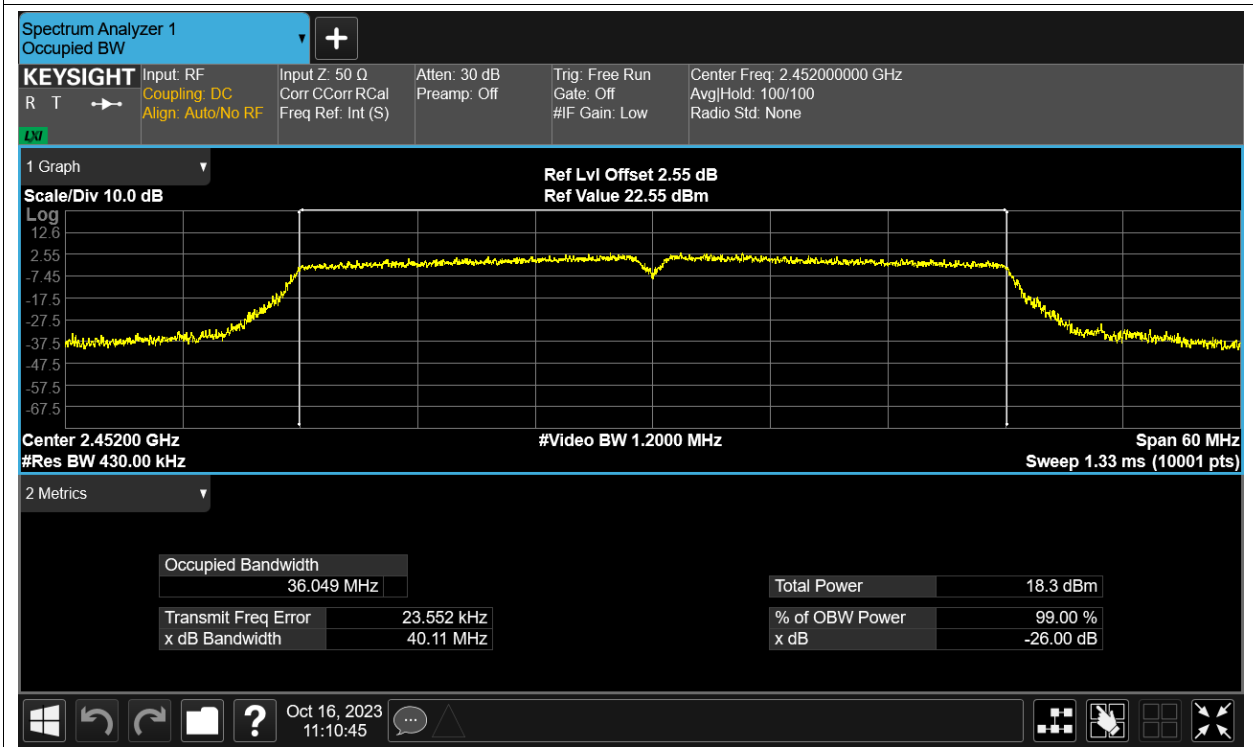 Spectrum Analyzer 1
Occupied BW
KEYSIGHT
R T
LXI
Input: RF
Coupling: DC
Align: Auto/No RF
Input Z: 50 Ω
Corr CCorr RCal
Freq Ref: Int (S)
Atten: 30 dB
Preamp: Off
Trig: Free Run
Gate: Off
#IF Gain: Low
Center Freq: 2.452000000 GHz
Avg|Hold: 100/100
Radio Std: None
1 Graph
Scale/Div 10.0 dB
Ref Lvl Offset 2.55 dB
Ref Value 22.55 dBm
Log
12.6
2.55
-7.45
-17.5
-27.5
-37.5
-47.5
-57.5
-67.5
Center 2.45200 GHz
#Video BW 1.2000 MHz
Span 60 MHz
#Res BW 430.00 kHz
Sweep 1.33 ms (10001 pts)
2 Metrics
Occupied Bandwidth
36.049 MHz
Total Power 18.3 dBm
Transmit Freq Error 23.552 kHz
% of OBW Power 99.00 %
x dB Bandwidth 40.11 MHz
x dB -26.00 dB
?
Oct 16, 2023
11:10:45